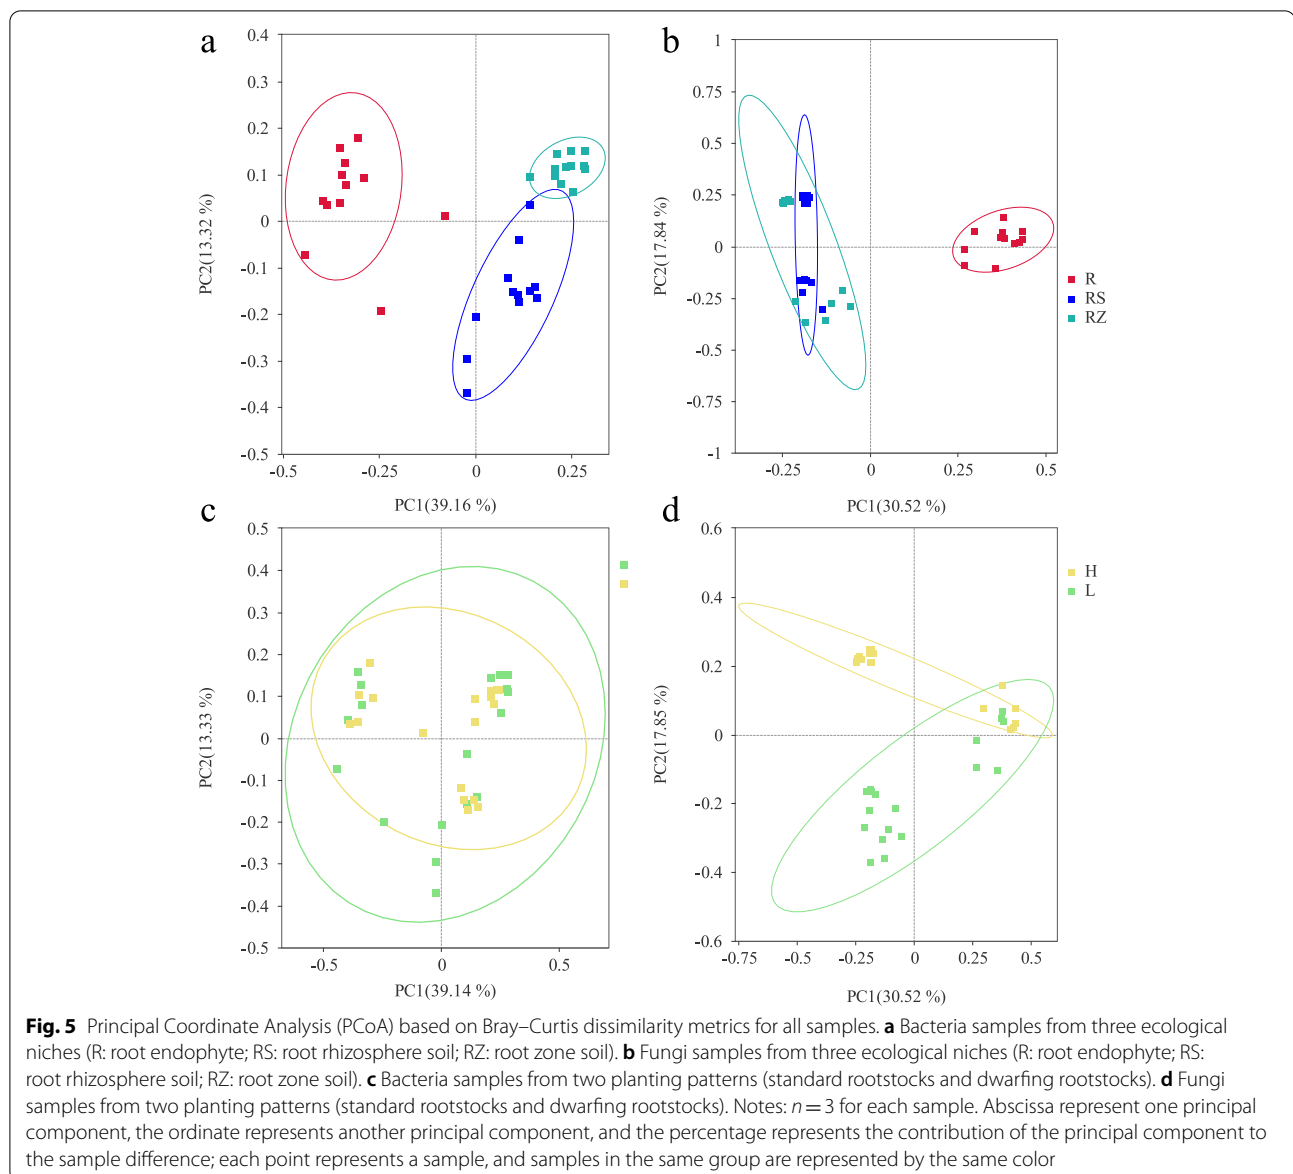 a
0.4
0.3
0.2
0.1
0
-0.1
-0.2
-0.3
-0.4
-0.5
-0.5
-0.25
0
0.25
PC2(13.32 %)
PC1(39.16 %)
b
1
0.75
0.5
0.25
0
-0.25
-0.5
-0.75
-1
-0.25
0
0.25
0.5
PC2(17.84 %)
PC1(30.52 %)
R
RS
RZ
c
0.5
0.4
0.3
0.2
0.1
0
-0.1
-0.2
-0.3
-0.4
-0.5
-0.5
0
0.5
PC2(13.33 %)
PC1(39.14 %)
d
0.6
0.4
0.2
0
-0.2
-0.4
-0.6
-0.75
-0.5
-0.25
0
0.25
0.5
PC2(17.85 %)
PC1(30.52 %)
H
L
Fig. 5 Principal Coordinate Analysis (PCoA) based on Bray–Curtis dissimilarity metrics for all samples. a Bacteria samples from three ecological
niches (R: root endophyte; RS: root rhizosphere soil; RZ: root zone soil). b Fungi samples from three ecological niches (R: root endophyte; RS:
root rhizosphere soil; RZ: root zone soil). c Bacteria samples from two planting patterns (standard rootstocks and dwarfing rootstocks). d Fungi
samples from two planting patterns (standard rootstocks and dwarfing rootstocks). Notes: n = 3 for each sample. Abscissa represent one principal
component, the ordinate represents another principal component, and the percentage represents the contribution of the principal component to
the sample difference; each point represents a sample, and samples in the same group are represented by the same color